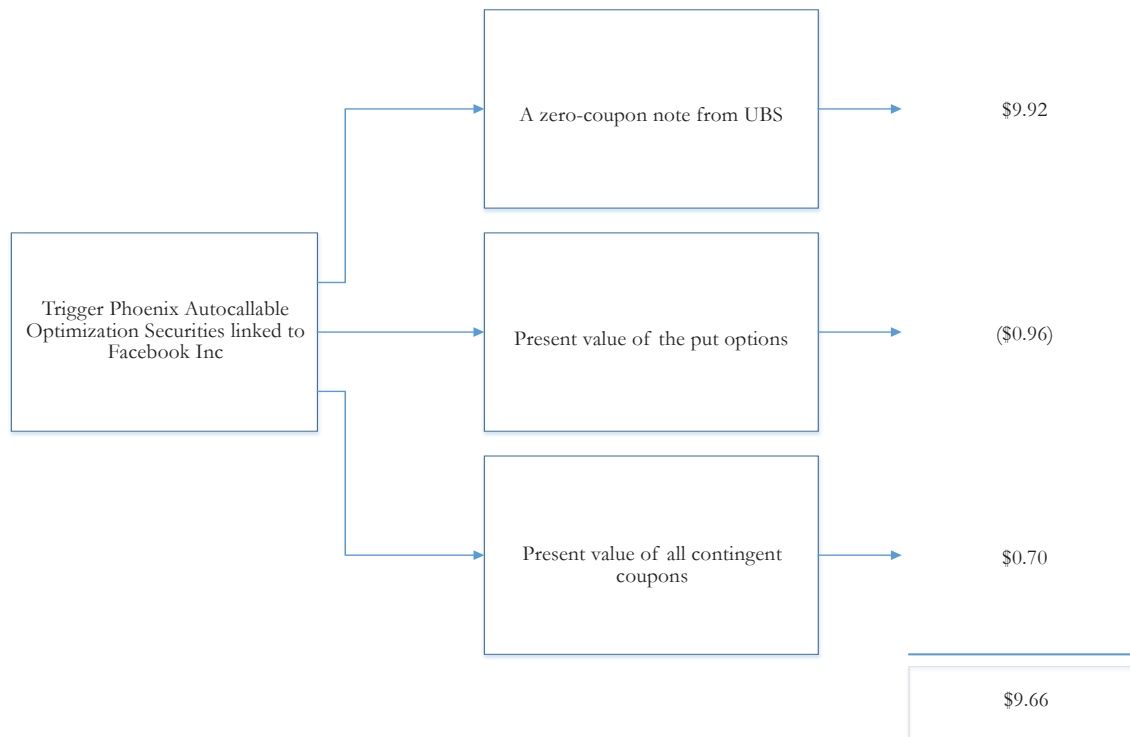 A zero-coupon note from UBS
$9.92
Trigger Phoenix Autocallable
Optimization Securities linked to
Facebook Inc
Present value of the put options
($0.96)
Present value of all contingent
coupons
$0.70
$9.66